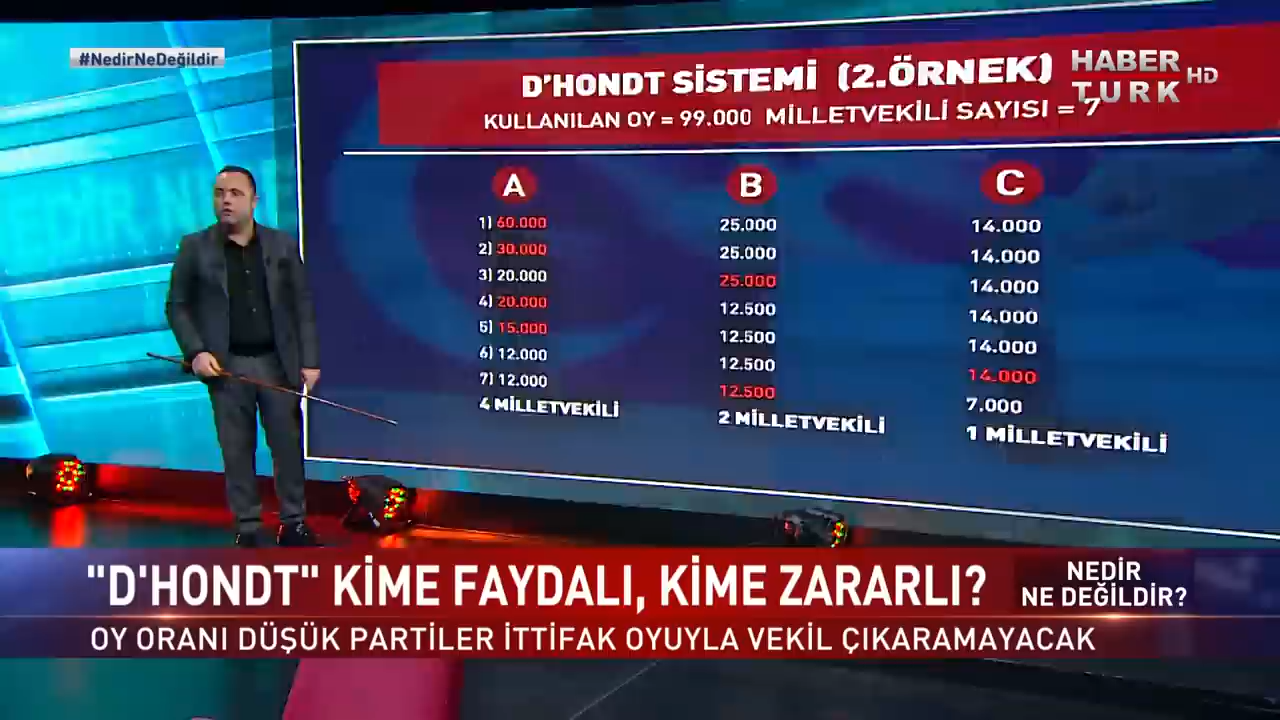 #NedirNeDeğildir
D'HONDT SİSTEMİ (2.ÖRNEK)
HABER HD
TURK
KULLANILAN OY = 99.000 MİLLETVEKİLİ SAYISI = 7
A B C
1) 60.000 25.000 14.000
2) 30.000 25.000 14.000
3) 20.000 25.000 14.000
4) 20.000 12.500 14.000
5) 15.000 12.500 14.000
6) 12.000 12.500 14.000
7) 12.000 12.500 7.000
4 MİLLETVEKİLİ 2 MİLLETVEKİLİ 1 MİLLETVEKİLİ
"D'HONDT" KİME FAYDALI, KİME ZARARLI?
NEDİR
NE DEĞİLDİR?
OY ORANI DÜŞÜK PARTİLER İTTİFAK OYUYLA VEKİL ÇIKARAMAYACAK